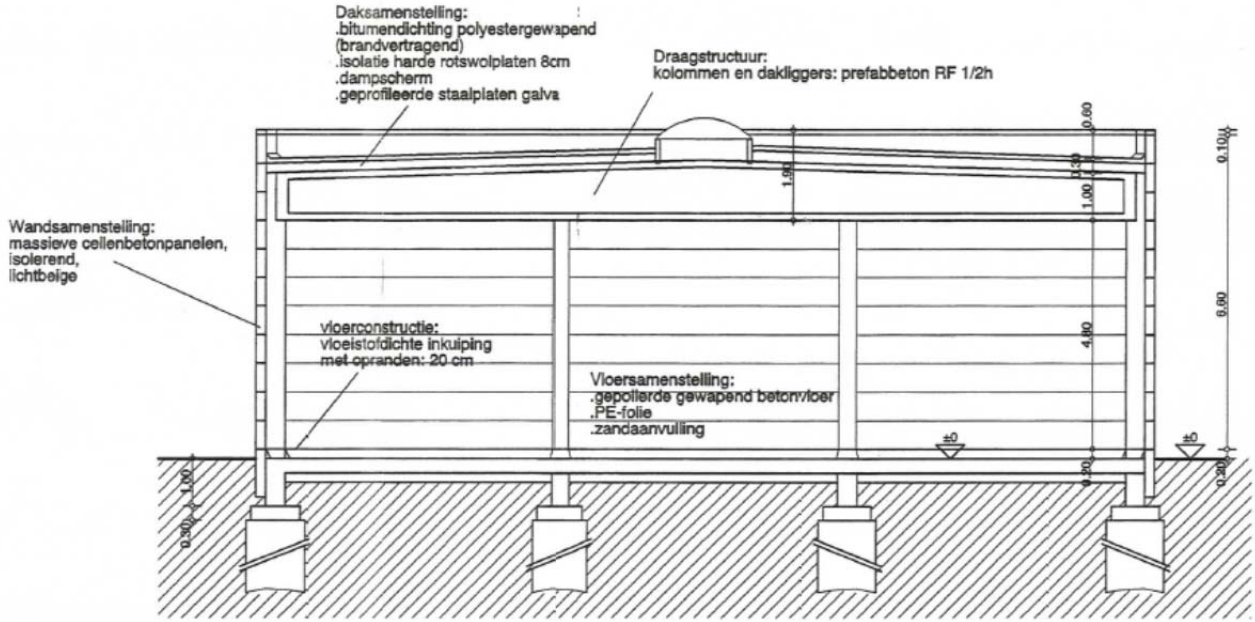 Daksamenstelling:
.bitumendichting polyestergewapend
(brandvertragend)
.isolatie harde rotswolplaten 8cm
.dampscherm
.geprofileerde staalplaten galva
Draagstructuur:
kolommen en dakliggers: prefabbeton RF 1/2h
0.60
0.10
0.30
1.90
1.00
Wandsamenstelling:
massieve cellenbetonpanelen,
isolerend,
lichtbeige
6.60
4.80
vloerconstructie:
vloeistofdichte inkuiping
met opranden: 20 cm
Vloersamenstelling:
.gepolierde gewapend betonvloer
.PE-folie
.zandaanvulling
±0
±0
0.20
0.20
1.00
0.30